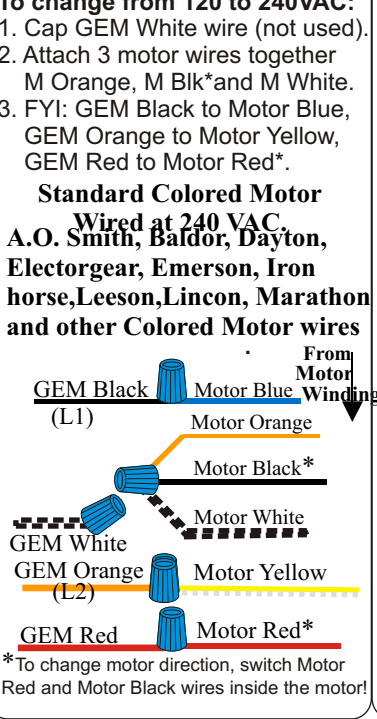 To change from 120 to 240VAC:
1. Cap GEM White wire (not used).
2. Attach 3 motor wires together
M Orange, M Blk*and M White.
3. FYI: GEM Black to Motor Blue,
GEM Orange to Motor Yellow,
GEM Red to Motor Red*.
Standard Colored Motor
Wired at 240 VAC.
A.O. Smith, Baldor, Dayton,
Electorgear, Emerson, Iron
horse,Leeson,Lincon, Marathon
and other Colored Motor wires
From
Motor
Winding
GEM Black Motor Blue
(L1)
Motor Orange
Motor Black*
Motor White
GEM White
GEM Orange Motor Yellow
(L2)
GEM Red Motor Red*
*To change motor direction, switch Motor
Red and Motor Black wires inside the motor!